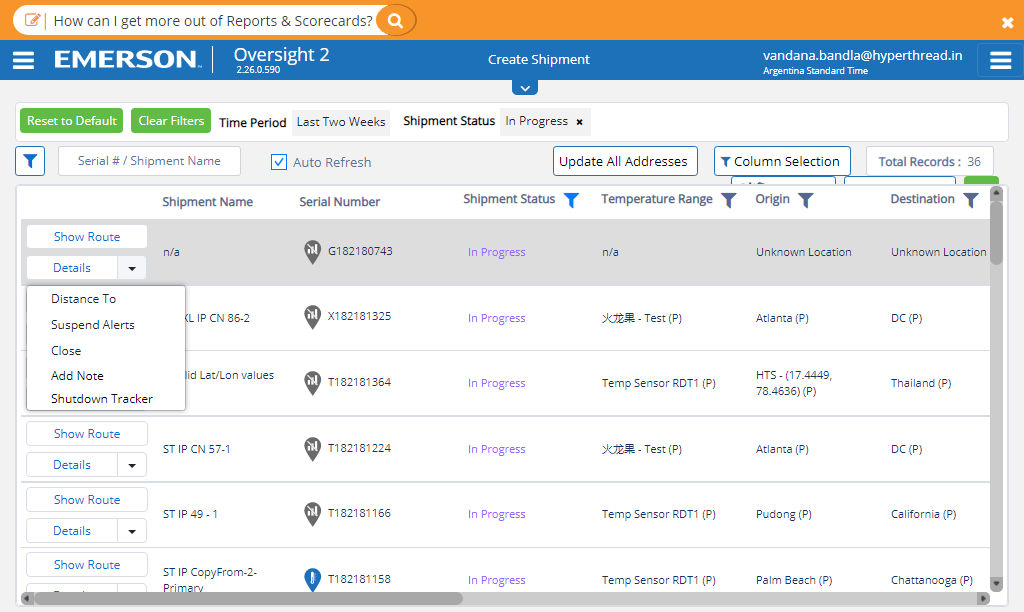 How can I get more out of Reports & Scorecards?
EMERSON
Oversight 2
2.26.0.590
Create Shipment
vandana.bandla@hyperthread.in
Argentina Standard Time
Reset to Default
Clear Filters
Time Period
Last Two Weeks
Shipment Status
In Progress ×
Serial # / Shipment Name
Auto Refresh
Update All Addresses
Column Selection
Total Records : 36
Shipment Name
Serial Number
Shipment Status
Temperature Range
Origin
Destination
Show Route
Details
n/a
G182180743
In Progress
n/a
Unknown Location
Unknown Location
Distance To
Suspend Alerts
Close
Add Note
Shutdown Tracker
XL IP CN 86-2
X182181325
In Progress
火龙果 - Test (P)
Atlanta (P)
DC (P)
lid Lat/Lon values
T182181364
In Progress
Temp Sensor RDT1 (P)
HTS - (17.4449,
78.4636) (P)
Thailand (P)
Show Route
Details
ST IP CN 57-1
T182181224
In Progress
火龙果 - Test (P)
Atlanta (P)
DC (P)
Show Route
Details
ST IP 49 - 1
T182181166
In Progress
Temp Sensor RDT1 (P)
Pudong (P)
California (P)
Show Route
ST IP CopyFrom-2-
Primary
T182181158
In Progress
Temp Sensor RDT1 (P)
Palm Beach (P)
Chattanooga (P)